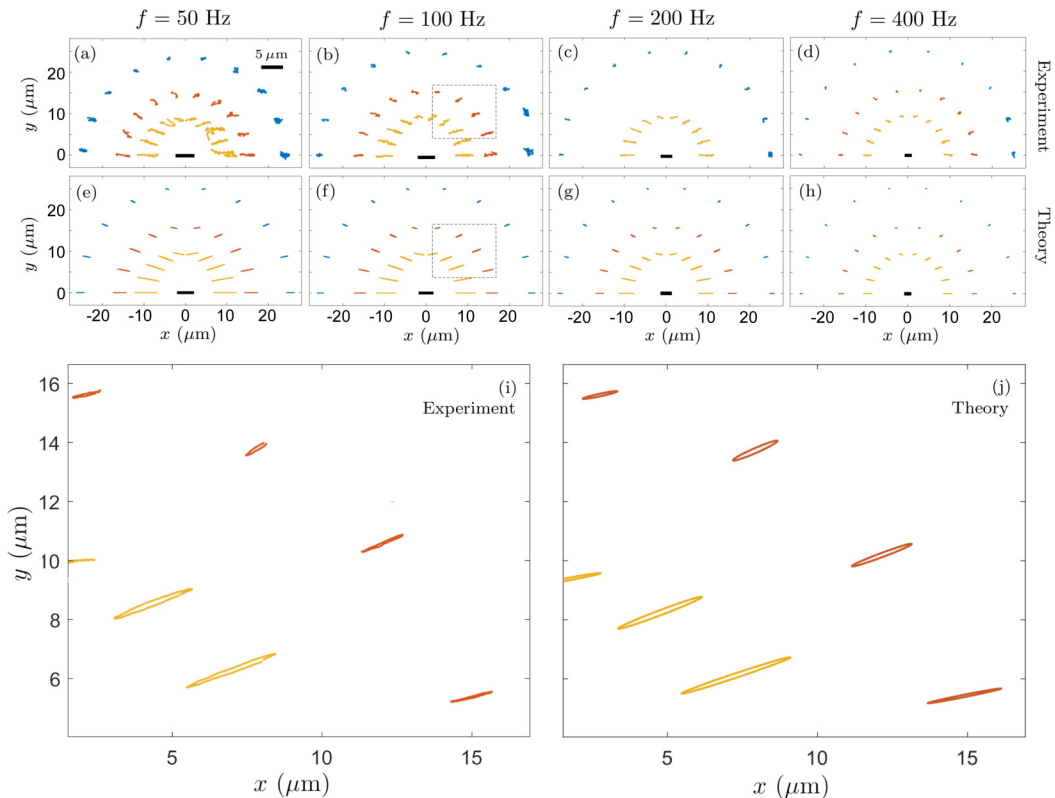 f = 50 Hz f = 100 Hz f = 200 Hz f = 400 Hz
(a) 5 μm (b) (c) (d)
20
10
0
y (μm)
Experiment
(e) (f) (g) (h)
20
10
0
y (μm)
Theory
-20 -10 0 10 20 -20 -10 0 10 20 -20 -10 0 10 20 -20 -10 0 10 20
x (μm) x (μm) x (μm) x (μm)
16
14
12
10
8
6
y (μm)
(i)
Experiment
5 10 15
x (μm)
(j)
Theory
5 10 15
x (μm)